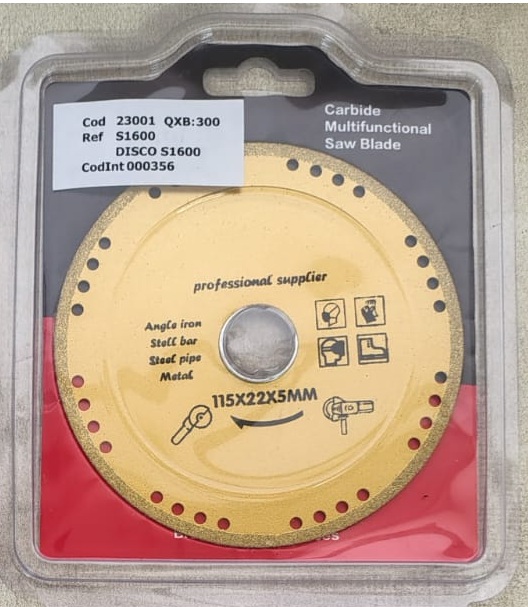 Cod 23001 QXB:300
Ref S1600
DISCO S1600
CodInt 000356
Carbide
Multifunctional
Saw Blade
professional supplier
Angle iron
Stell bar
Steel pipe
Metal
115X22X5MM